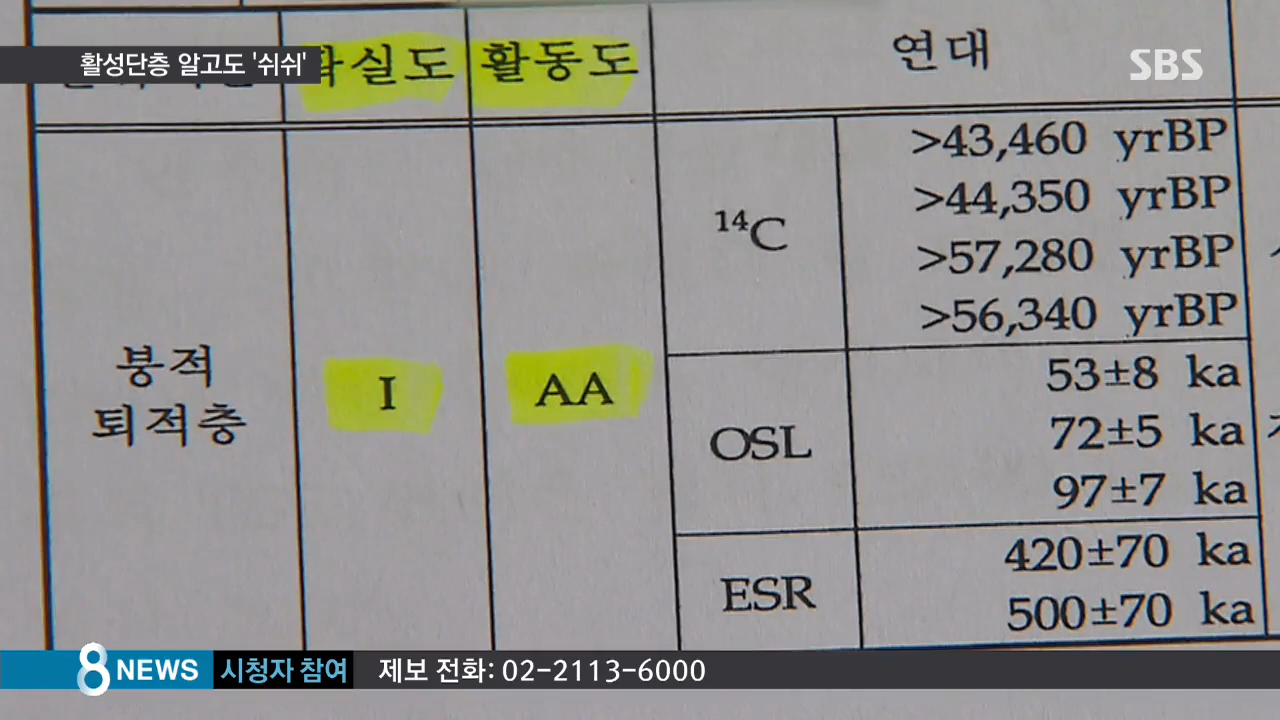 활성단층 알고도 '쉬쉬'
SBS
확실도 활동도 연대
붕적
퇴적층
I
AA
14C
>43,460 yrBP
>44,350 yrBP
>57,280 yrBP
>56,340 yrBP
OSL
53±8 ka
72±5 ka
97±7 ka
ESR
420±70 ka
500±70 ka
8 NEWS 시청자 참여 제보 전화: 02-2113-6000